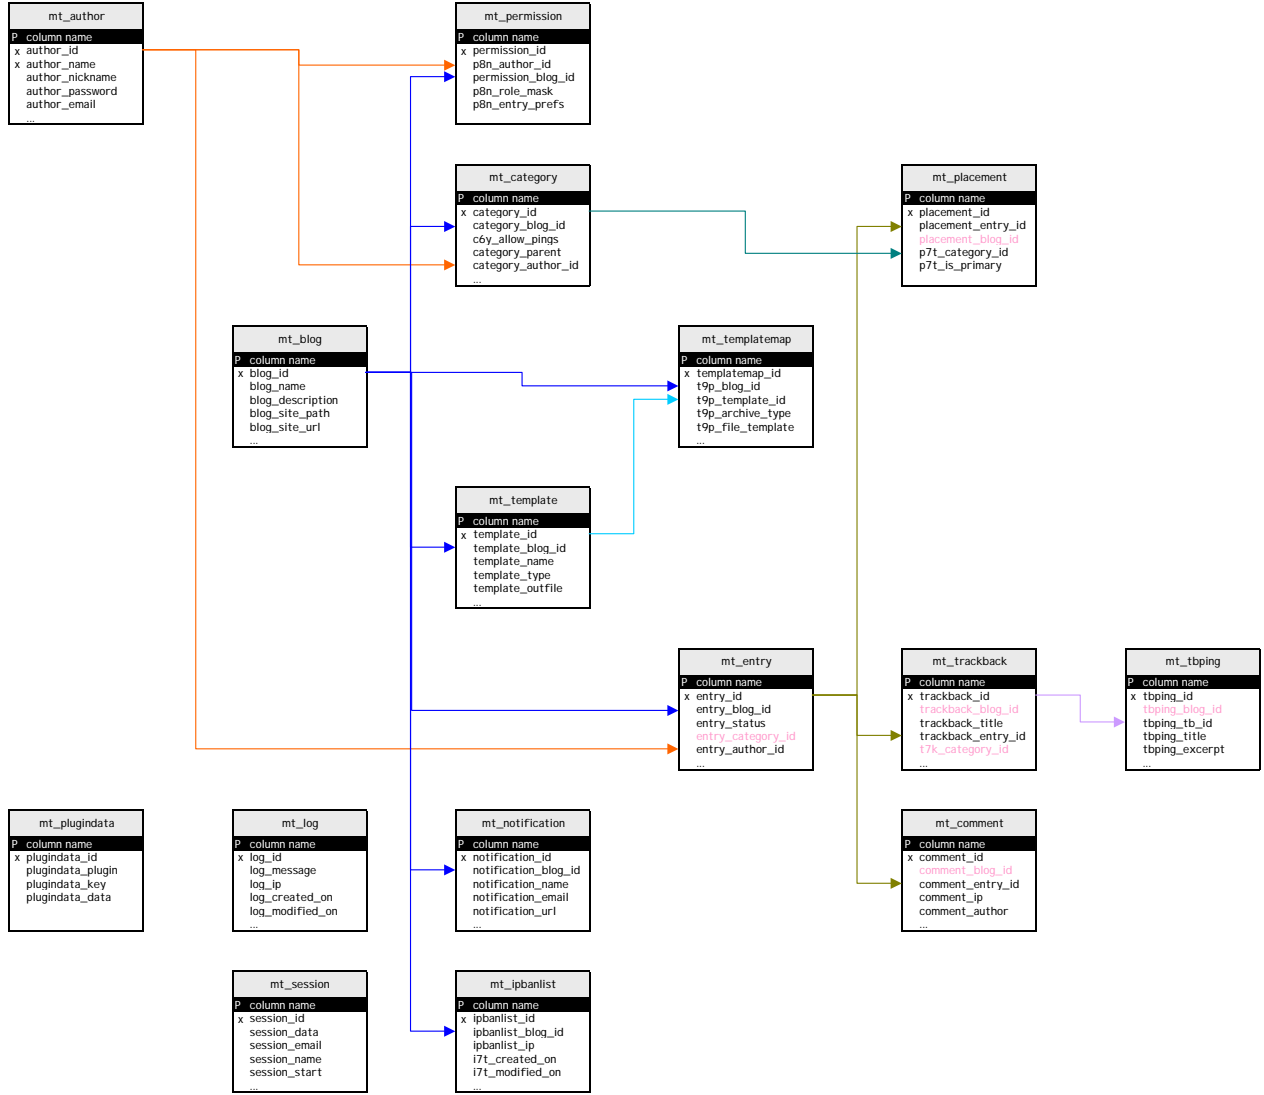 mt_author
P column name
x author_id
x author_name
author_nickname
author_password
author_email
...
mt_permission
P column name
x permission_id
p8n_author_id
permission_blog_id
p8n_role_mask
p8n_entry_prefs
mt_category
P column name
x category_id
category_blog_id
c6y_allow_pings
category_parent
category_author_id
...
mt_placement
P column name
x placement_id
placement_entry_id
placement_blog_id
p7t_category_id
p7t_is_primary
mt_blog
P column name
x blog_id
blog_name
blog_description
blog_site_path
blog_site_url
...
mt_templatemap
P column name
x templatemap_id
t9p_blog_id
t9p_template_id
t9p_archive_type
t9p_file_template
...
mt_template
P column name
x template_id
template_blog_id
template_name
template_type
template_outfile
...
mt_entry
P column name
x entry_id
entry_blog_id
entry_status
entry_category_id
entry_author_id
...
mt_trackback
P column name
x trackback_id
trackback_blog_id
trackback_title
trackback_entry_id
t7k_category_id
...
mt_tbping
P column name
x tbping_id
tbping_blog_id
tbping_tb_id
tbping_title
tbping_excerpt
...
mt_plugindata
P column name
x plugindata_id
plugindata_plugin
plugindata_key
plugindata_data
mt_log
P column name
x log_id
log_message
log_ip
log_created_on
log_modified_on
...
mt_notification
P column name
x notification_id
notification_blog_id
notification_name
notification_email
notification_url
...
mt_comment
P column name
x comment_id
comment_blog_id
comment_entry_id
comment_ip
comment_author
...
mt_session
P column name
x session_id
session_data
session_email
session_name
session_start
...
mt_ipbanlist
P column name
x ipbanlist_id
ipbanlist_blog_id
ipbanlist_ip
i7t_created_on
i7t_modified_on
...